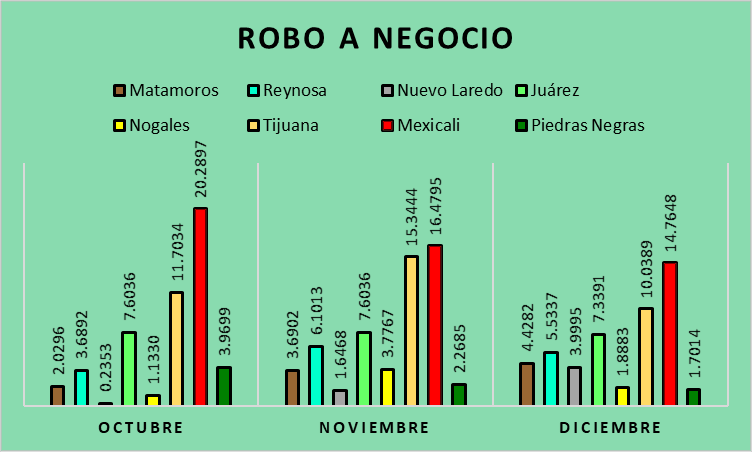 ROBO A NEGOCIO
Matamoros Reynosa Nuevo Laredo Juárez
Nogales Tijuana Mexicali Piedras Negras
2.0296 3.6892 0.2353 7.6036 1.1330 11.7034 20.2897 3.9699
3.6902 6.1013 1.6468 7.6036 3.7767 15.3444 16.4795 2.2685
4.4282 5.5337 3.9995 7.3391 1.8883 10.0389 14.7648 1.7014
OCTUBRE NOVIEMBRE DICIEMBRE